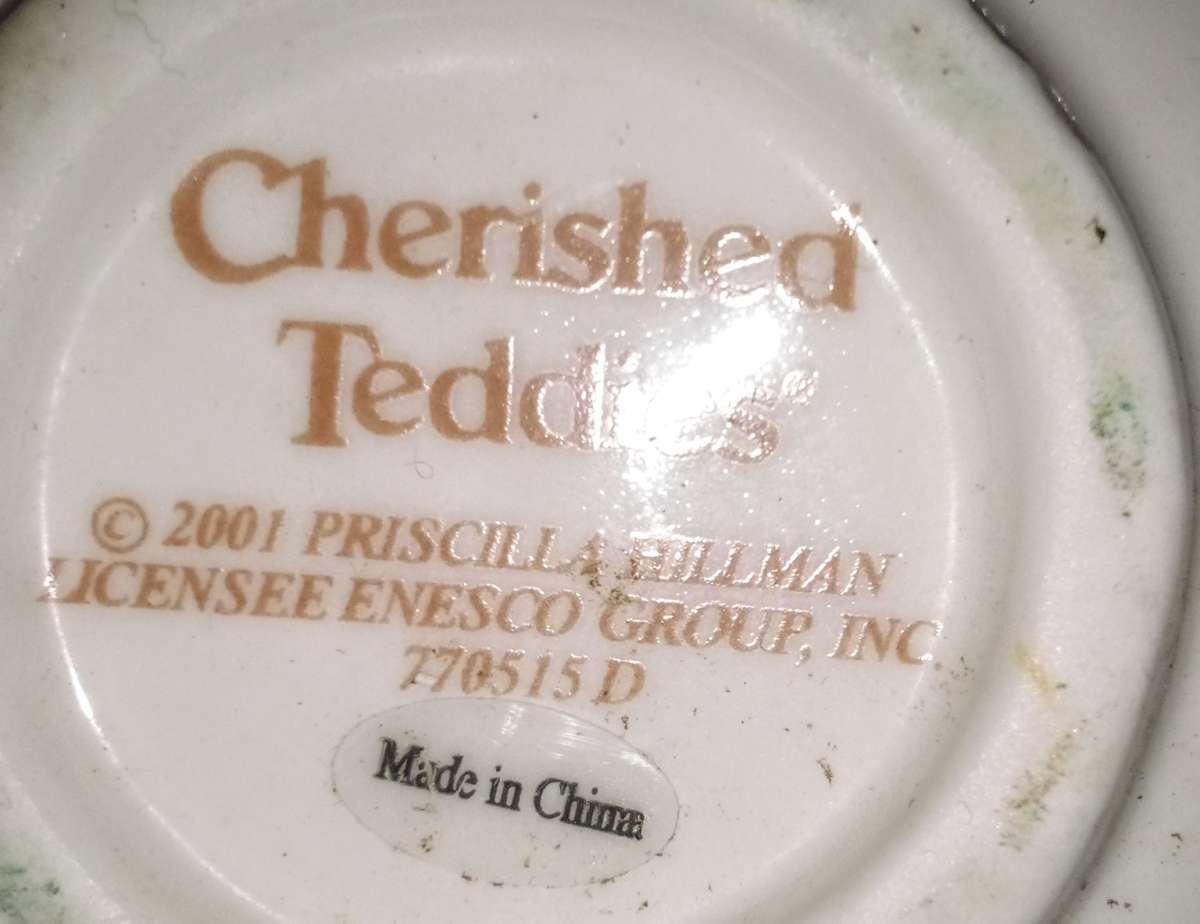 Cherished
Teddies
© 2001 PRISCILLA HILLMAN
LICENSEE ENESCO GROUP, INC.
770515 D
Made in China